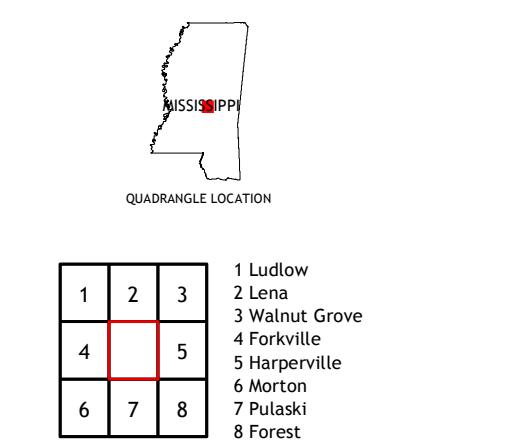 MISSISSIPPI
QUADRANGLE LOCATION
1 2 3
4 5
6 7 8
1 Ludlow
2 Lena
3 Walnut Grove
4 Forkville
5 Harperville
6 Morton
7 Pulaski
8 Forest